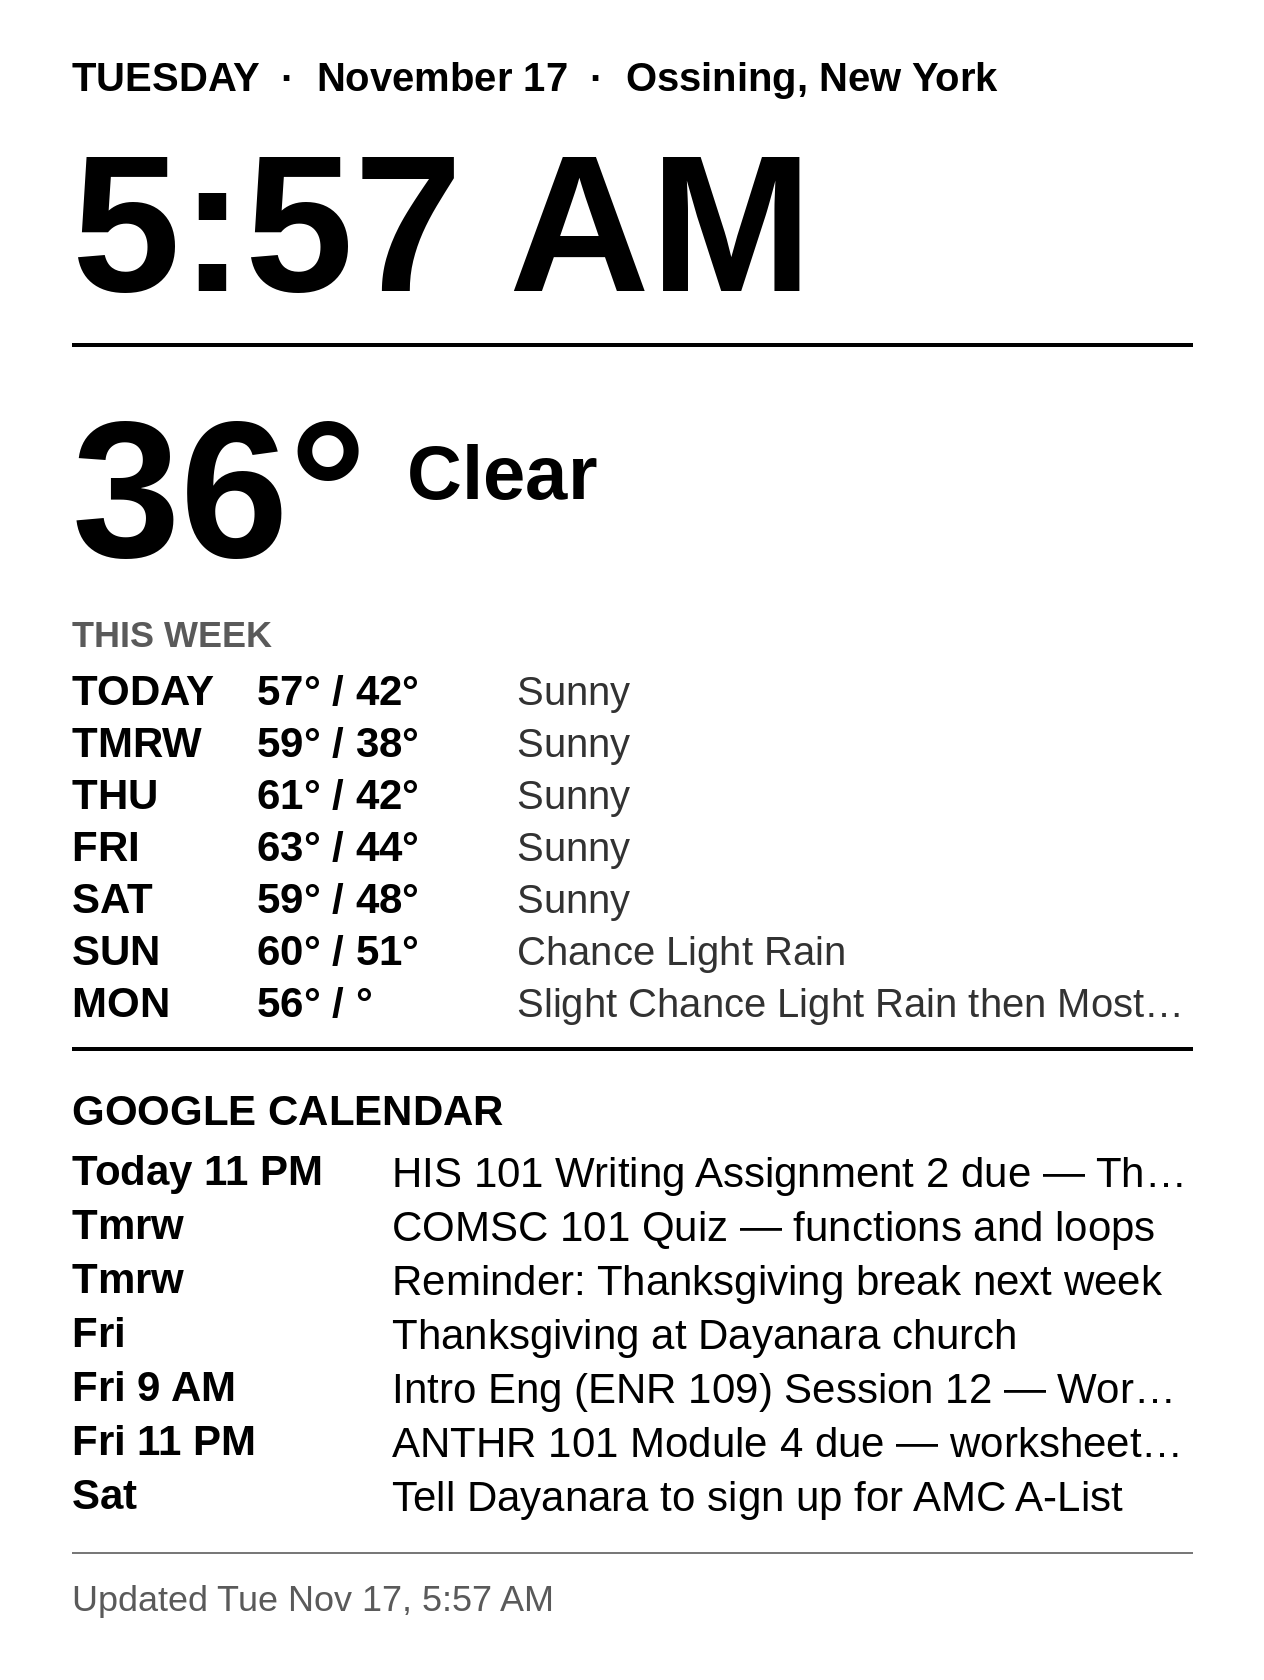 TUESDAY · November 17 · Ossining, New York
5:57 AM
36° Clear
THIS WEEK
TODAY 57° / 42° Sunny
TMRW 59° / 38° Sunny
THU 61° / 42° Sunny
FRI 63° / 44° Sunny
SAT 59° / 48° Sunny
SUN 60° / 51° Chance Light Rain
MON 56° / ° Slight Chance Light Rain then Most…
GOOGLE CALENDAR
Today 11 PM HIS 101 Writing Assignment 2 due — Th…
Tmrw COMSC 101 Quiz — functions and loops
Tmrw Reminder: Thanksgiving break next week
Fri Thanksgiving at Dayanara church
Fri 9 AM Intro Eng (ENR 109) Session 12 — Wor…
Fri 11 PM ANTHR 101 Module 4 due — worksheet…
Sat Tell Dayanara to sign up for AMC A-List
Updated Tue Nov 17, 5:57 AM